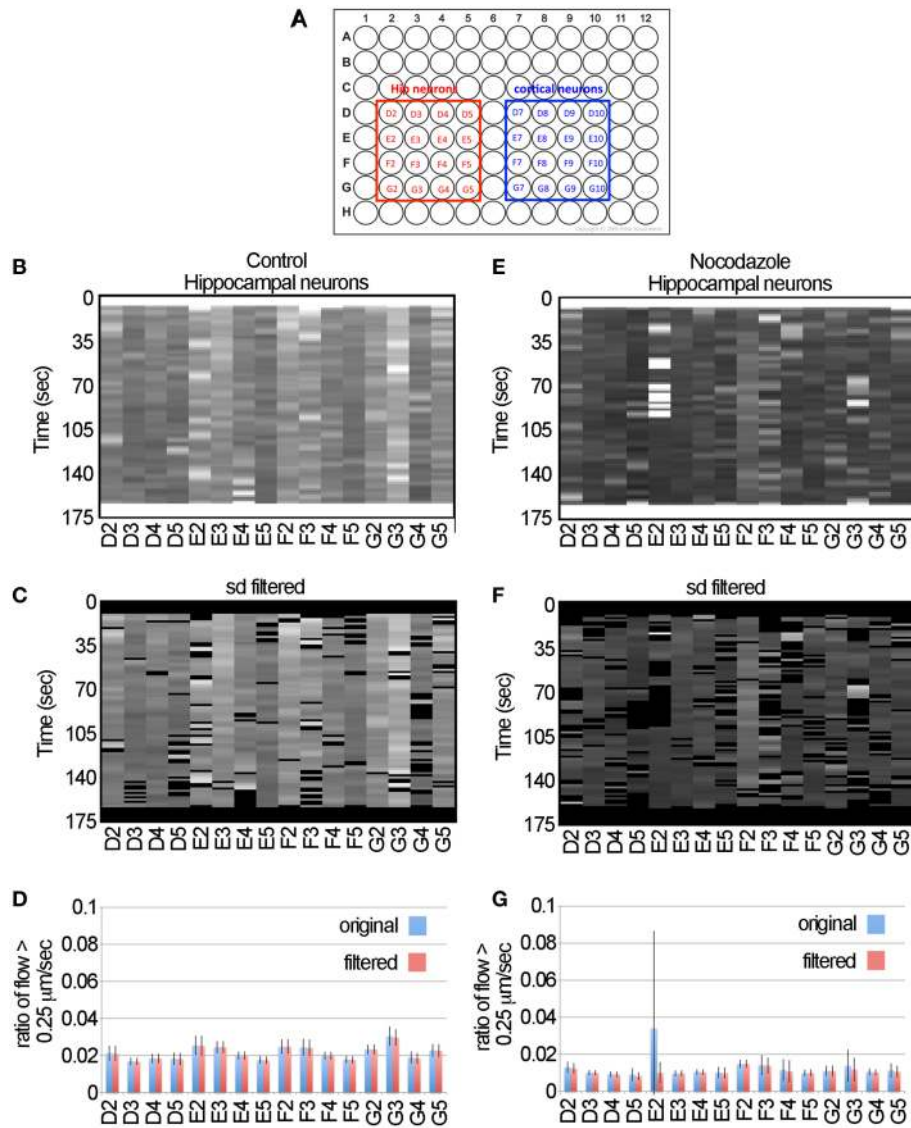 A
1 2 3 4 5 6 7 8 9 10 11 12
A
B
C
Hip neurons cortical neurons
D D2 D3 D4 D5 D7 D8 D9 D10
E E2 E3 E4 E5 E7 E8 E9 E10
F F2 F3 F4 F5 F7 F8 F9 F10
G G2 G3 G4 G5 G7 G8 G9 G10
H
B
Control
Hippocampal neurons
Time (sec)
0
35
70
105
140
175
D2 D3 D4 D5 E2 E3 E4 E5 F2 F3 F4 F5 G2 G3 G4 G5
E
Nocodazole
Hippocampal neurons
Time (sec)
0
35
70
105
140
175
D2 D3 D4 D5 E2 E3 E4 E5 F2 F3 F4 F5 G2 G3 G4 G5
C
sd filtered
Time (sec)
0
35
70
105
140
175
D2 D3 D4 D5 E2 E3 E4 E5 F2 F3 F4 F5 G2 G3 G4 G5
F
sd filtered
Time (sec)
0
35
70
105
140
175
D2 D3 D4 D5 E2 E3 E4 E5 F2 F3 F4 F5 G2 G3 G4 G5
D
ratio of flow >
0.25 μm/sec
0.1
0.08
0.06
0.04
0.02
0
original
filtered
D2 D3 D4 D5 E2 E3 E4 E5 F2 F3 F4 F5 G2 G3 G4 G5
G
ratio of flow >
0.25 μm/sec
0.1
0.08
0.06
0.04
0.02
0
original
filtered
D2 D3 D4 D5 E2 E3 E4 E5 F2 F3 F4 F5 G2 G3 G4 G5